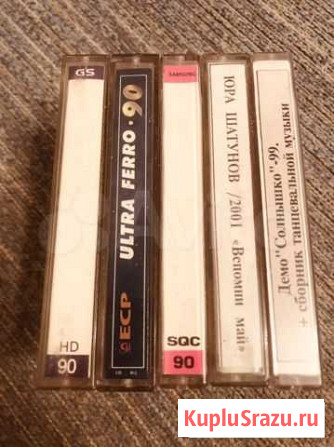 GS
HD
90
ECP ULTRA FERRO·90
SAMSUNG
SQC
90
ЮРА ШАТУНОВ /2001 «Вспомни май»
Демо"Солнышко"-99.
+ сборник танцевальной музыки
KupluSrazu.ru